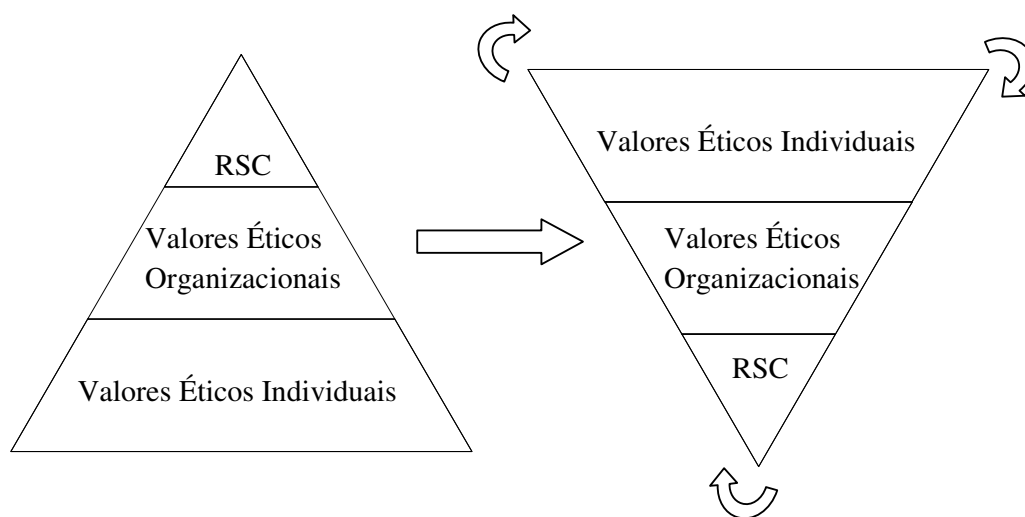 RSC
Valores Éticos
Organizacionais
Valores Éticos Individuais
Valores Éticos Individuais
Valores Éticos
Organizacionais
RSC